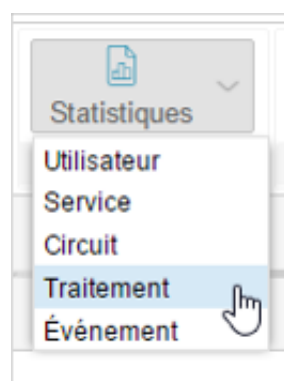 Statistiques
Utilisateur
Service
Circuit
Traitement
Événement